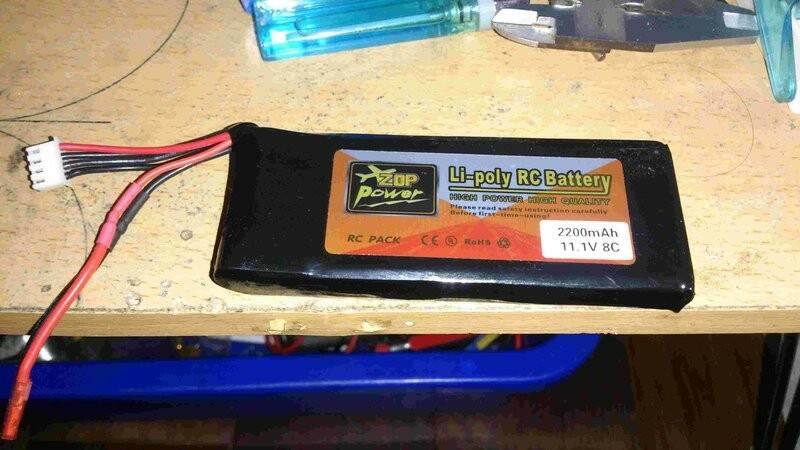 ZOP
power
Li-poly RC Battery
HIGH POWER HIGH QUALITY
Please read safety instruction carefully
Before first-time-using!
RC PACK CE RoHS
2200mAh
11.1V 8C